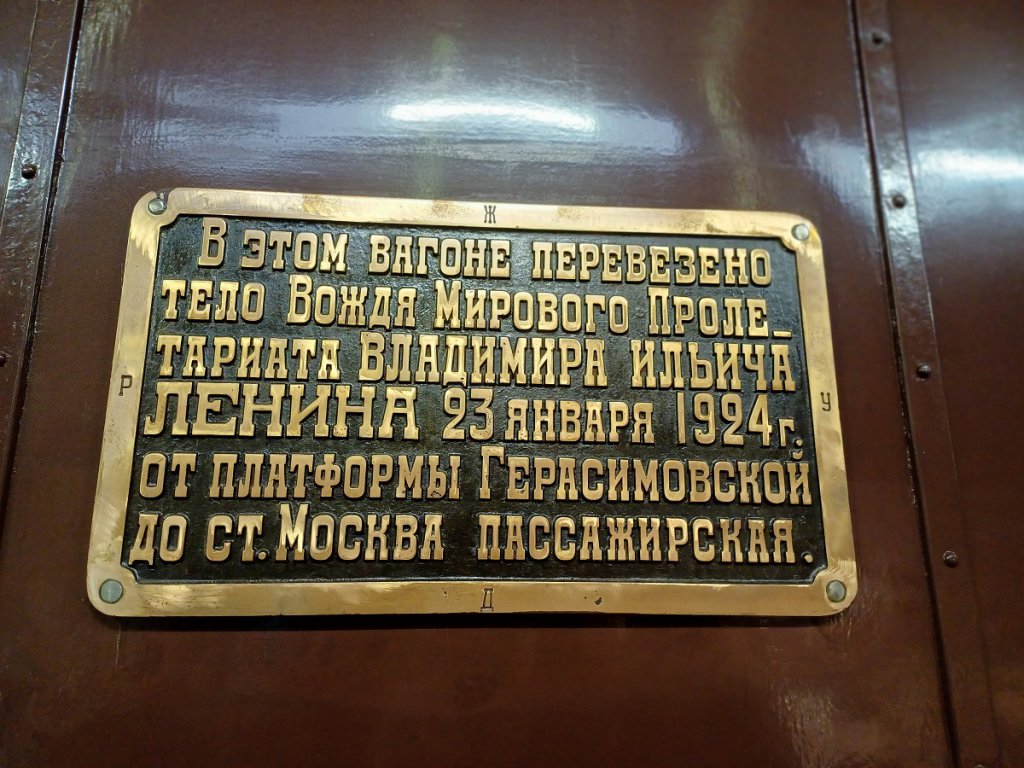 Ж
В ЭТОМ ВАГОНЕ ПЕРЕВЕЗЕНО
ТЕЛО ВОЖДЯ МИРОВОГО ПРОЛЕ-
ТАРИАТА ВЛАДИМИРА ИЛЬИЧА
ЛЕНИНА 23 ЯНВАРЯ 1924 г.
ОТ ПЛАТФОРМЫ ГЕРАСИМОВСКОЙ
ДО СТ. МОСКВА ПАССАЖИРСКАЯ.
Р
У
Д